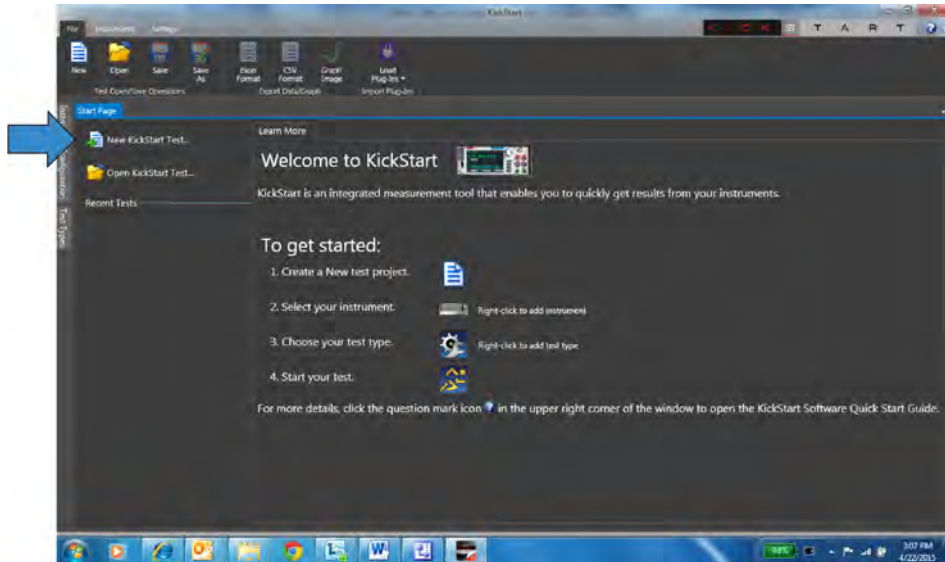 KickStart
File Instruments Settings
K I C K S T A R T
New Open Save Save As Excel Format CSV Format Graph Image Load Plug-Ins
Test Open/Save Operations Export Data/Graph Import Plug-Ins
Start Page
New KickStart Test...
Open KickStart Test...
Recent Tests
Test Types
Learn More
Welcome to KickStart
KickStart is an integrated measurement tool that enables you to quickly get results from your instruments.
To get started:
1. Create a New test project.
2. Select your instrument.
Right-click to add instrument
3. Choose your test type.
Right-click to add test type
4. Start your test.
For more details, click the question mark icon ? in the upper right corner of the window to open the KickStart Software Quick Start Guide.
98%
3:07 PM
4/22/2015